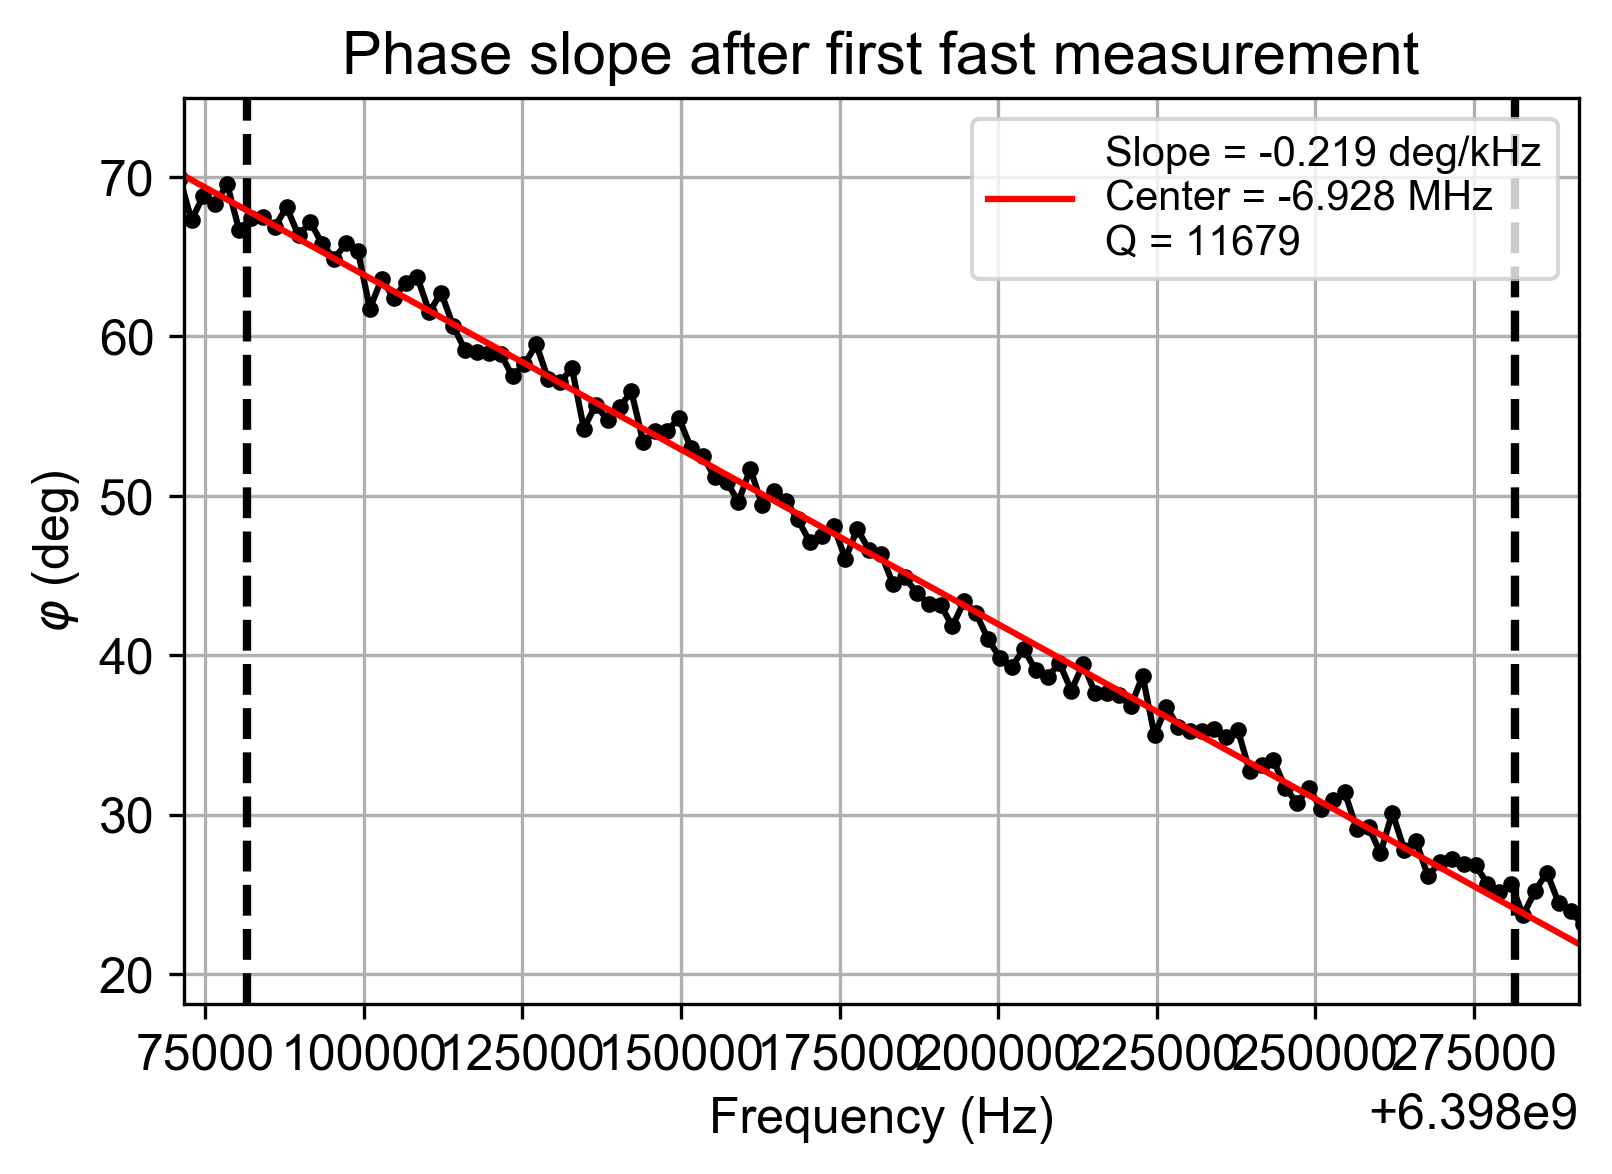 Phase slope after first fast measurement
Slope = -0.219 deg/kHz
Center = -6.928 MHz
Q = 11679
70
60
50
40
30
20
φ (deg)
75000 100000 125000 150000 175000 200000 225000 250000 275000
+6.398e9
Frequency (Hz)